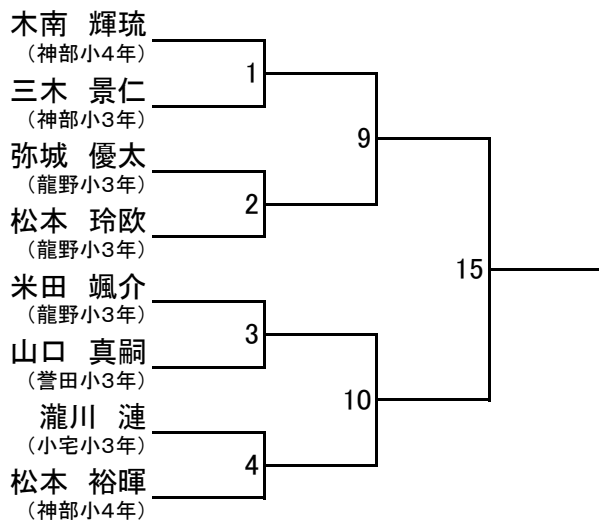 木南 輝琉
（神部小4年）
1
三木 景仁
（神部小3年）
9
弥城 優太
（龍野小3年）
2
松本 玲欧
（龍野小3年）
15
米田 颯介
（龍野小3年）
3
山口 真嗣
（誉田小3年）
10
瀧川 漣
（小宅小3年）
4
松本 裕暉
（神部小4年）